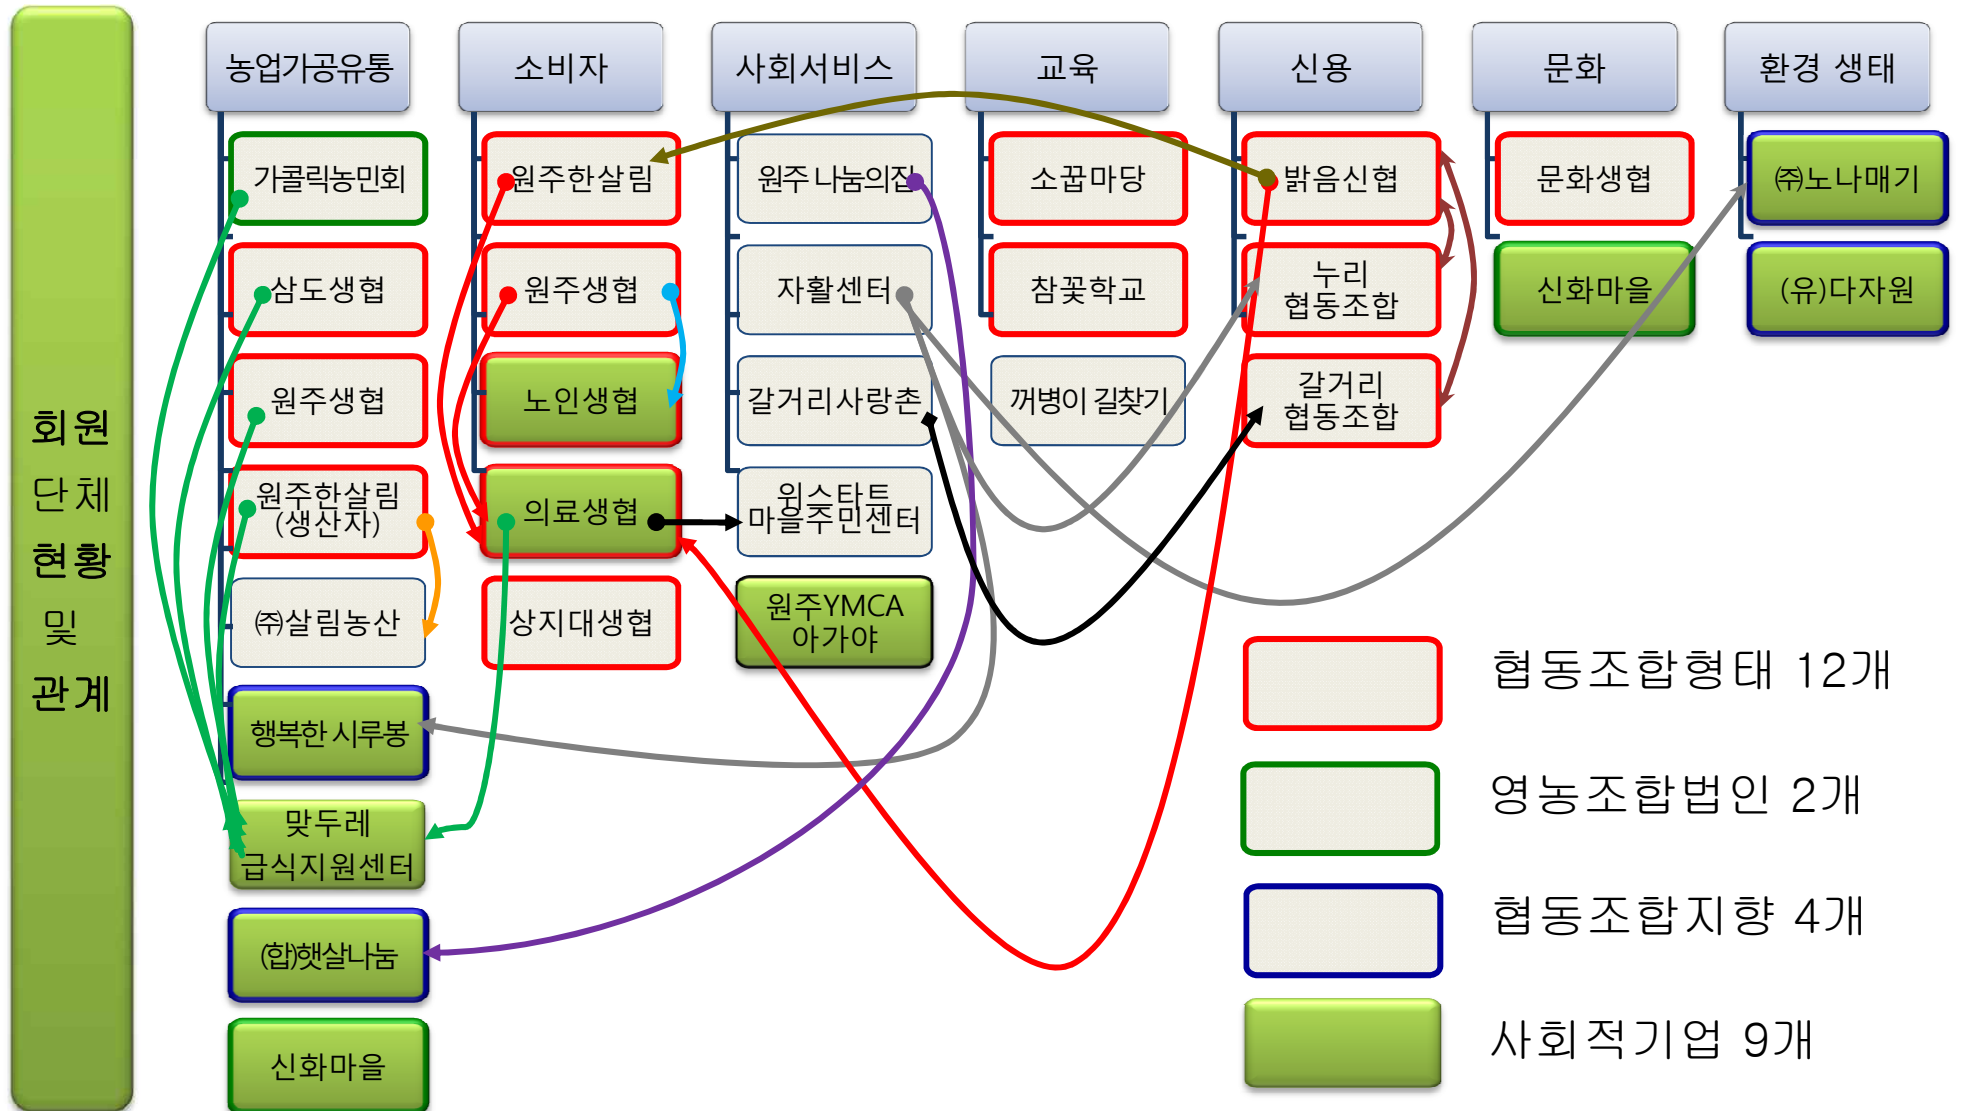 회원
단체
현황
및
관계
농업가공유통
가콜릭농민회
삼도생협
원주생협
원주한살림
(생산자)
㈜살림농산
행복한 시루봉
맞두레
급식지원센터
(합)햇살나눔
신화마을
소비자
원주한살림
원주생협
노인생협
의료생협
상지대생협
사회서비스
원주 나눔의집
자활센터
갈거리사랑촌
위스타트
마을주민센터
원주YMCA
아가야
교육
소꿉마당
참꽃학교
꺼병이 길찾기
신용
밝음신협
누리
협동조합
갈거리
협동조합
문화
문화생협
신화마을
환경 생태
㈜노나매기
(유)다자원
협동조합형태 12개
영농조합법인 2개
협동조합지향 4개
사회적기업 9개